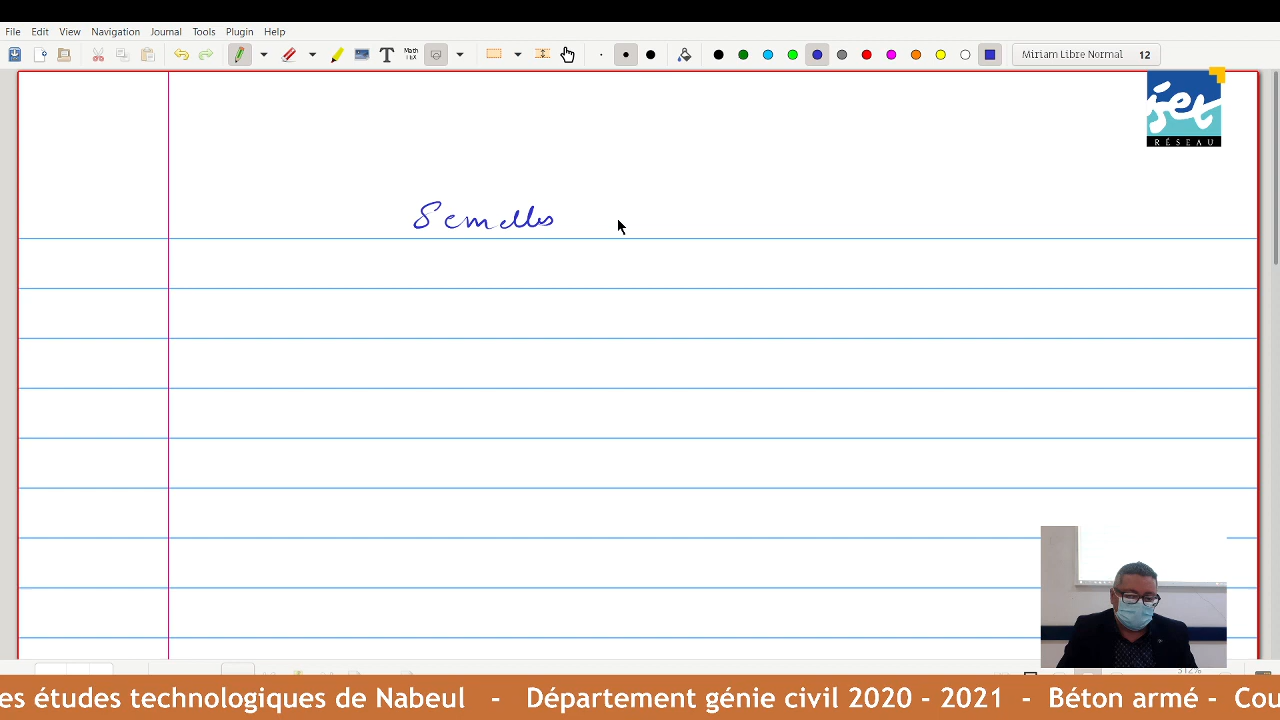 File Edit View Navigation Journal Tools Plugin Help
Miriam Libre Normal 12
iset
RÉSEAU
Semelles
es études technologiques de Nabeul - Département génie civil 2020 - 2021 - Béton armé - Cou